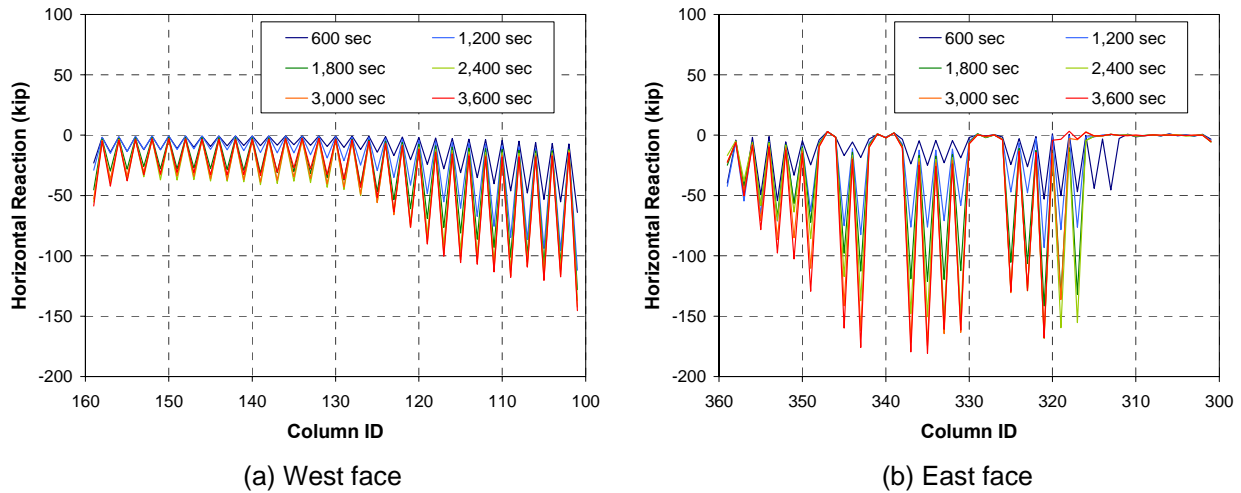 100
50
0
-50
-100
-150
-200
Horizontal Reaction (kip)
600 sec 1,200 sec
1,800 sec 2,400 sec
3,000 sec 3,600 sec
160 150 140 130 120 110 100
Column ID
(a) West face
100
50
0
-50
-100
-150
-200
Horizontal Reaction (kip)
600 sec 1,200 sec
1,800 sec 2,400 sec
3,000 sec 3,600 sec
360 350 340 330 320 310 300
Column ID
(b) East face